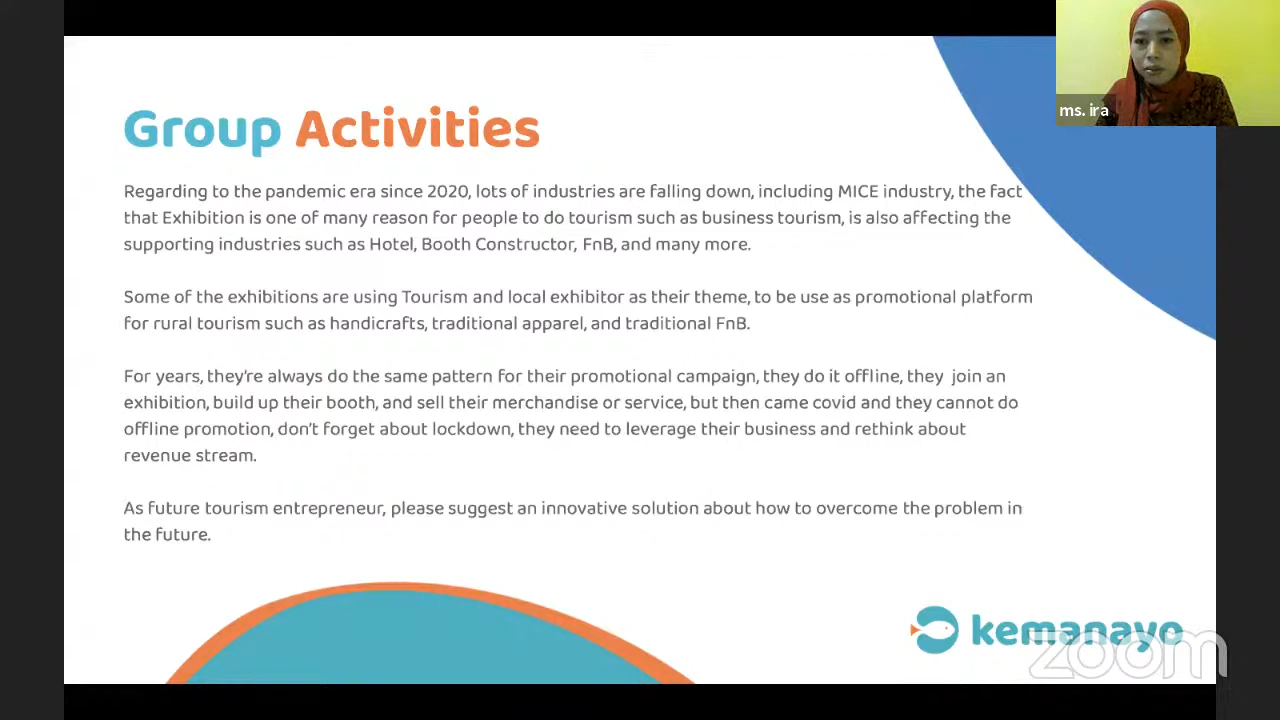 Group Activities
Regarding to the pandemic era since 2020, lots of industries are falling down, including MICE industry, the fact
that Exhibition is one of many reason for people to do tourism such as business tourism, is also affecting the
supporting industries such as Hotel, Booth Constructor, FnB, and many more.
Some of the exhibitions are using Tourism and local exhibitor as their theme, to be use as promotional platform
for rural tourism such as handicrafts, traditional apparel, and traditional FnB.
For years, they’re always do the same pattern for their promotional campaign, they do it offline, they  join an
exhibition, build up their booth, and sell their merchandise or service, but then came covid and they cannot do
offline promotion, don’t forget about lockdown, they need to leverage their business and rethink about
revenue stream.
As future tourism entrepreneur, please suggest an innovative solution about how to overcome the problem in
the future.
ms. ira
kemanayo
zoom